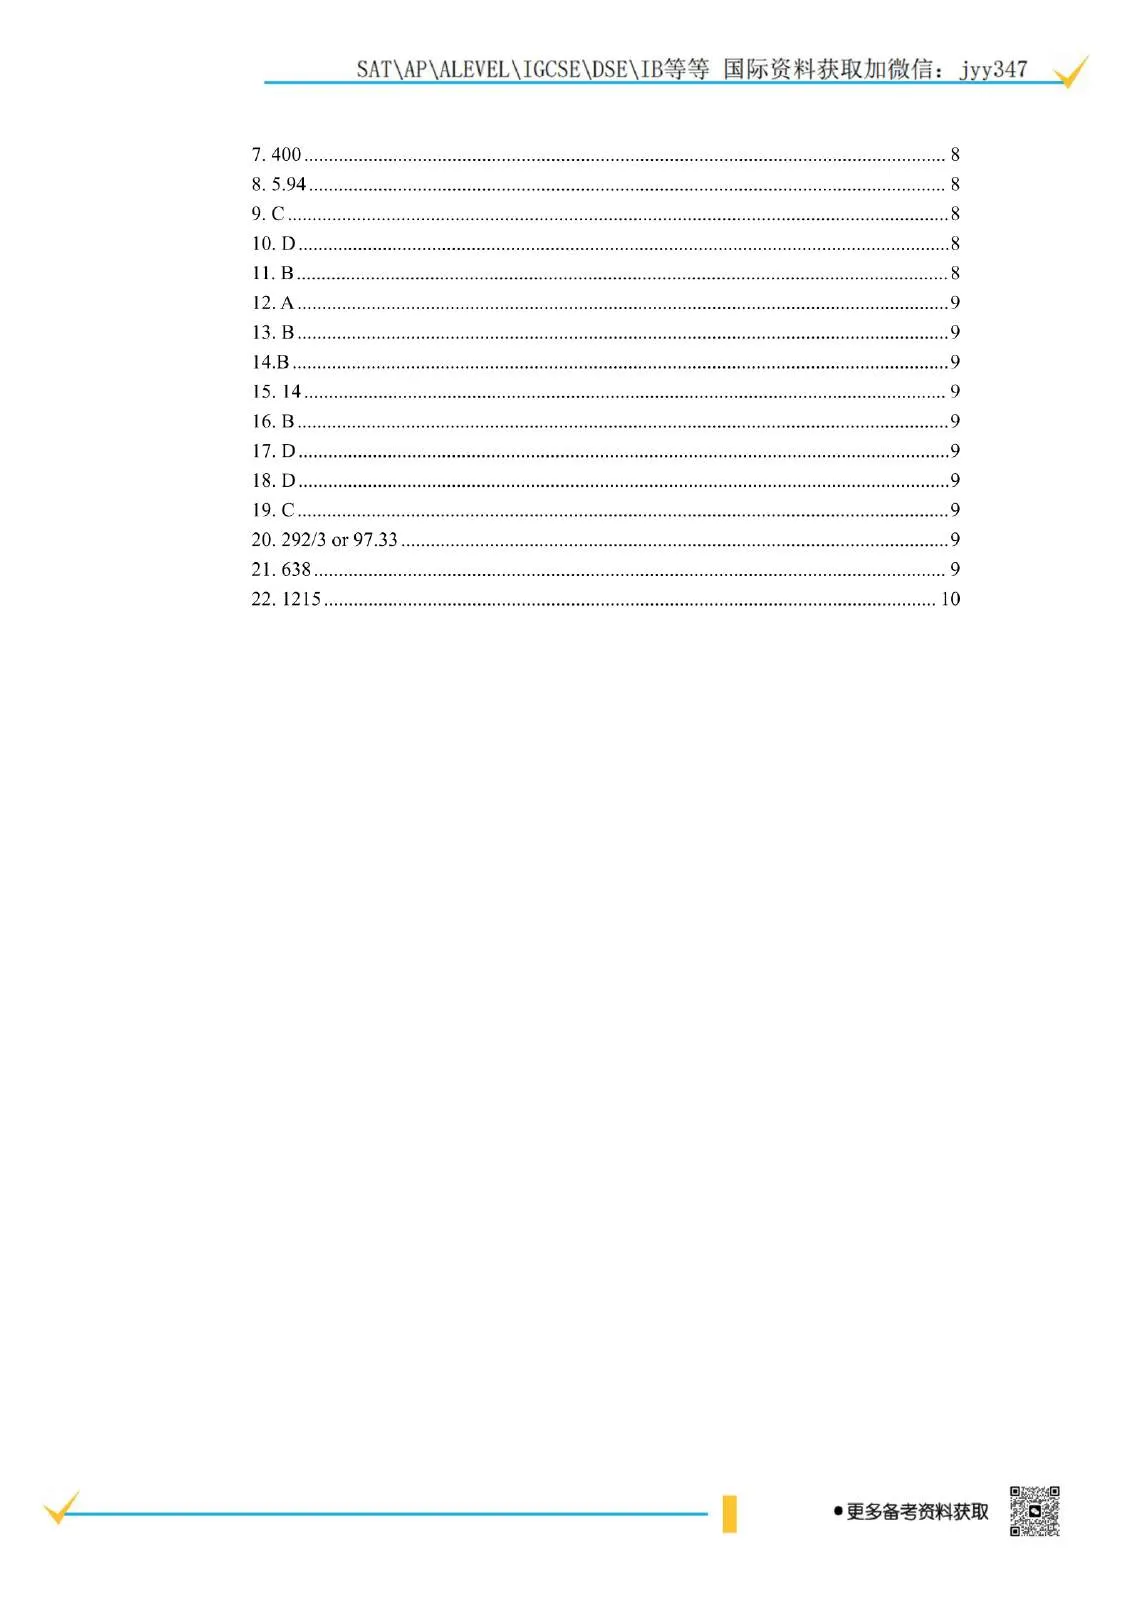 SAT\AP\ALEVEL\IGCSE\DSE\IB等等 国际资料获取加微信：jyy347
7. 400 ........ 8
8. 5.94 ........ 8
9. C ........ 8
10. D ........ 8
11. B ........ 8
12. A ........ 9
13. B ........ 9
14.B ........ 9
15. 14 ........ 9
16. B ........ 9
17. D ........ 9
18. D ........ 9
19. C ........ 9
20. 292/3 or 97.33 ........ 9
21. 638 ........ 9
22. 1215 ........ 10
●更多备考资料获取